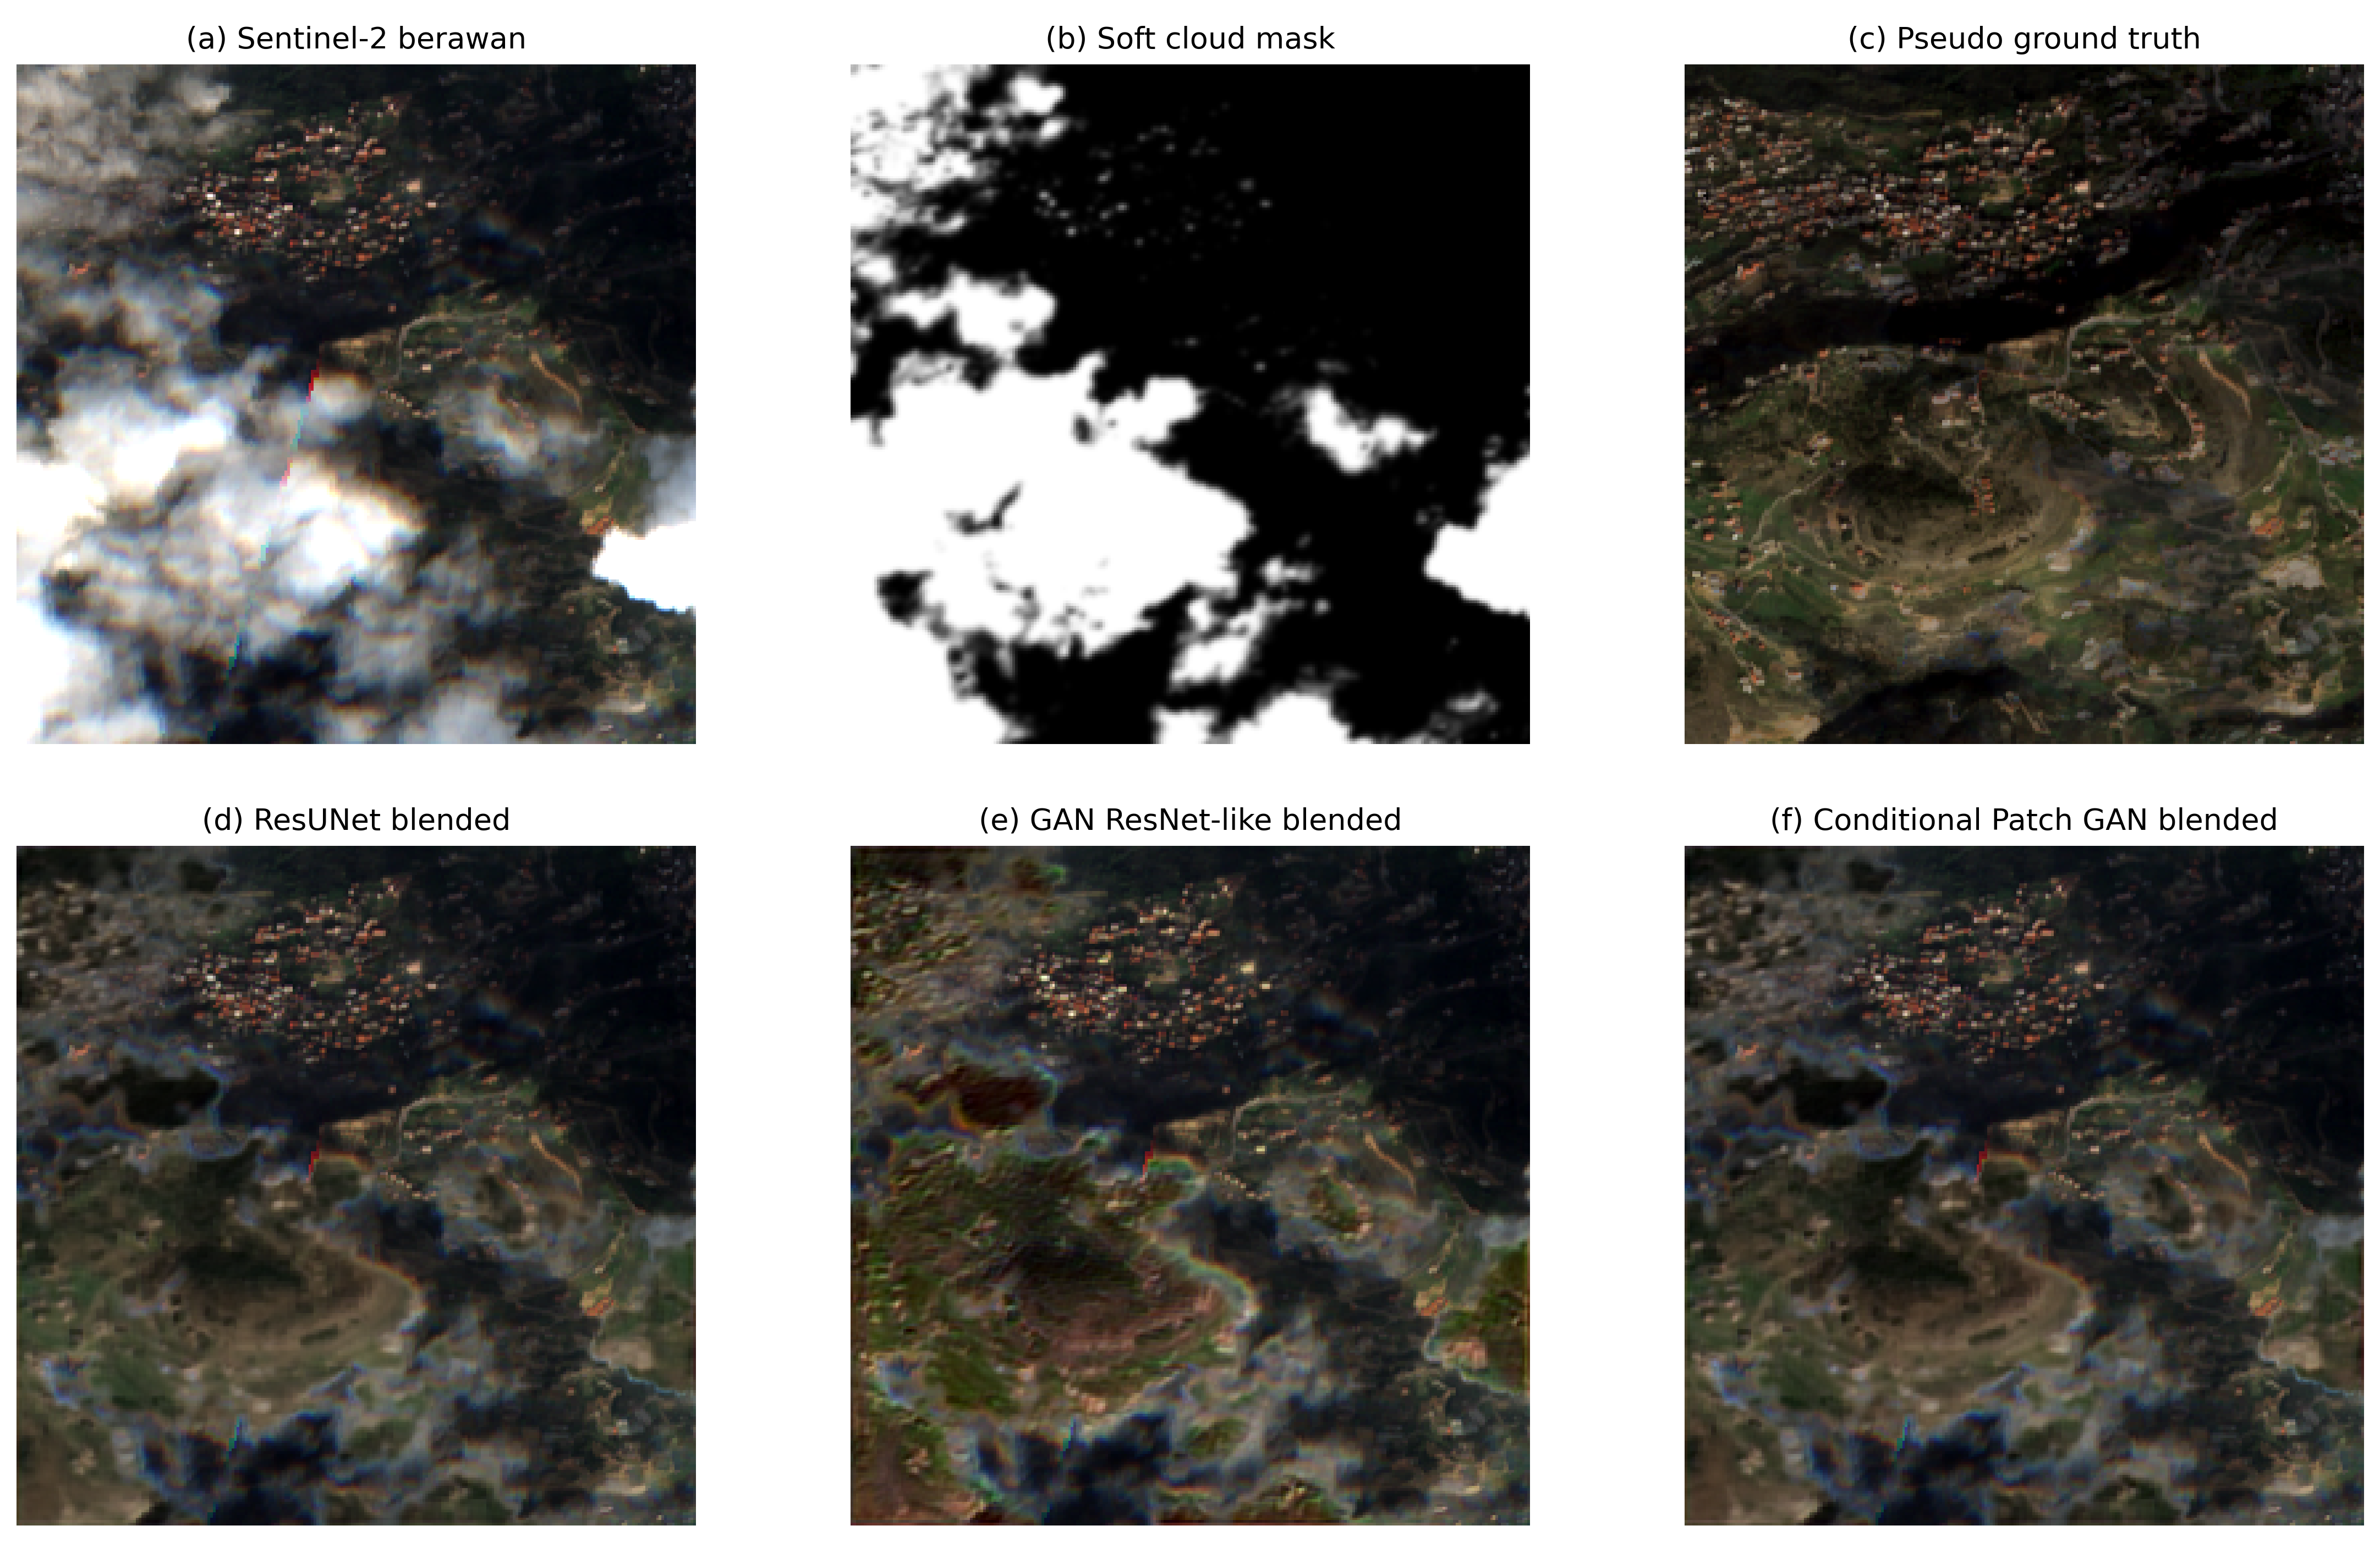 (a) Sentinel-2 berawan
(b) Soft cloud mask
(c) Pseudo ground truth
(d) ResUNet blended
(e) GAN ResNet-like blended
(f) Conditional Patch GAN blended